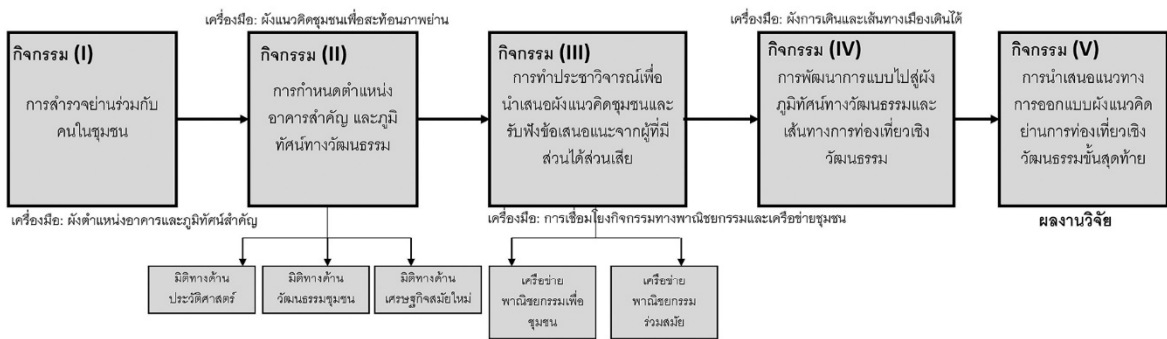 เครื่องมือ: ผังแนวคิดชุมชนเพื่อสะท้อนภาพย่าน
เครื่องมือ: ผังการเดินและเส้นทางเมืองเดินได้
กิจกรรม (I)
การสำรวจย่านร่วมกับ
คนในชุมชน
กิจกรรม (II)
การกำหนดตำแหน่ง
อาคารสำคัญ และภูมิ
ทัศน์ทางวัฒนธรรม
กิจกรรม (III)
การทำประชาวิจารณ์เพื่อ
นำเสนอผังแนวคิดชุมชนและ
รับฟังข้อเสนอแนะจากผู้ที่มี
ส่วนได้ส่วนเสีย
กิจกรรม (IV)
การพัฒนาการแบบไปสู่ผัง
ภูมิทัศน์ทางวัฒนธรรมและ
เส้นทางการท่องเที่ยวเชิง
วัฒนธรรม
กิจกรรม (V)
การนำเสนอแนวทาง
การออกแบบผังแนวคิด
ย่านการท่องเที่ยวเชิง
วัฒนธรรมขั้นสุดท้าย
เครื่องมือ: ผังตำแหน่งอาคารและภูมิทัศน์สำคัญ
เครื่องมือ: การเชื่อมโยงกิจกรรมทางพาณิชยกรรมและเครือข่ายชุมชน
ผลงานวิจัย
มิติทางด้าน
ประวัติศาสตร์
มิติทางด้าน
วัฒนธรรมชุมชน
มิติทางด้าน
เศรษฐกิจสมัยใหม่
เครือข่าย
พาณิชยกรรมเพื่อ
ชุมชน
เครือข่าย
พาณิชยกรรม
ร่วมสมัย